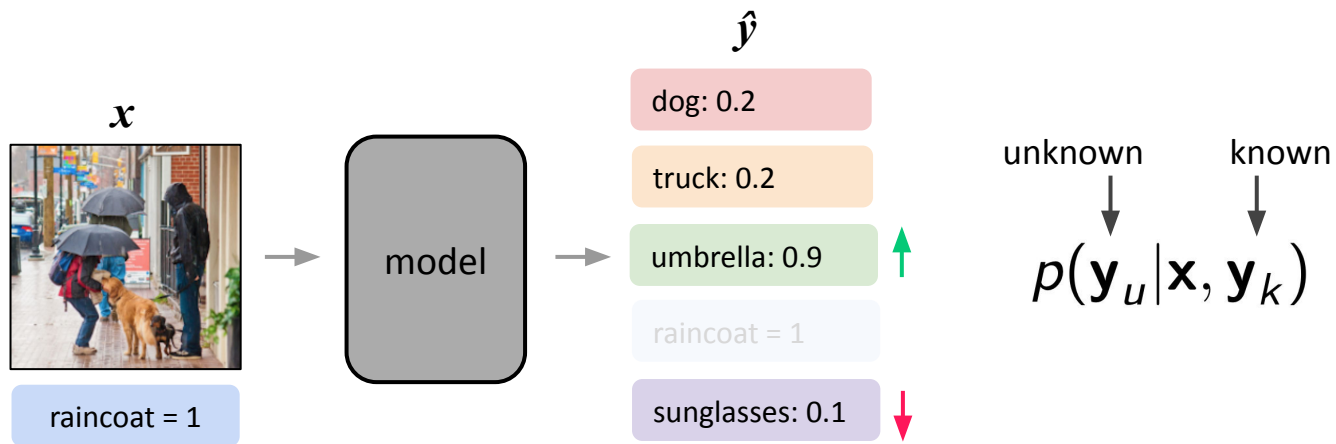 x
raincoat = 1
model
ŷ
dog: 0.2
truck: 0.2
umbrella: 0.9
raincoat = 1
sunglasses: 0.1
unknown known
p(y_u|x, y_k)